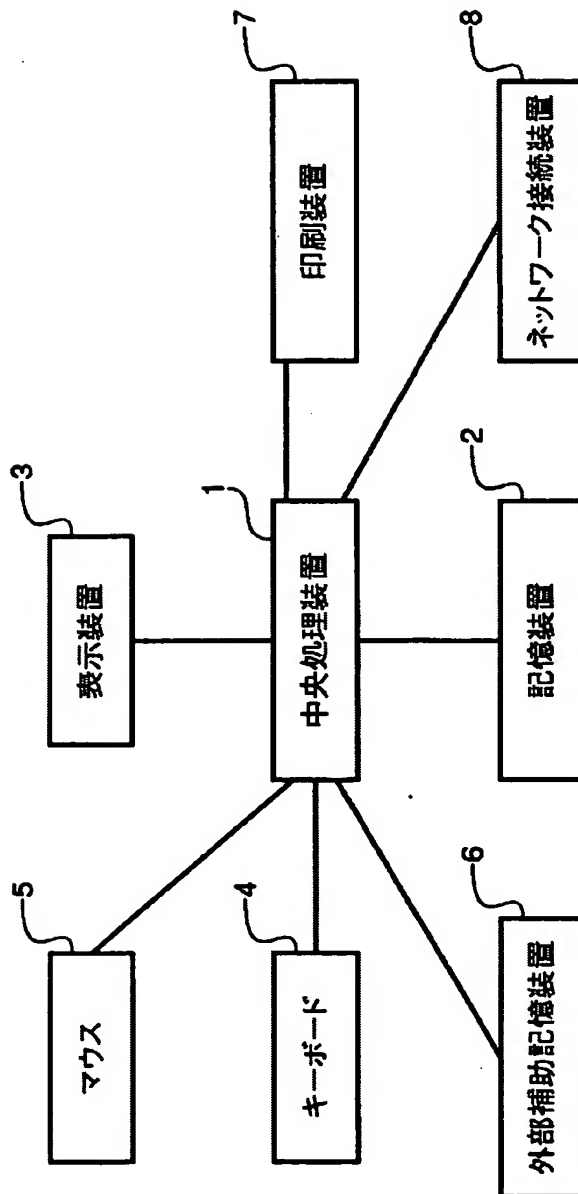 5
マウス
3
表示装置
4
キーボード
1
中央処理装置
7
印刷装置
6
外部補助記憶装置
2
記憶装置
8
ネットワーク接続装置